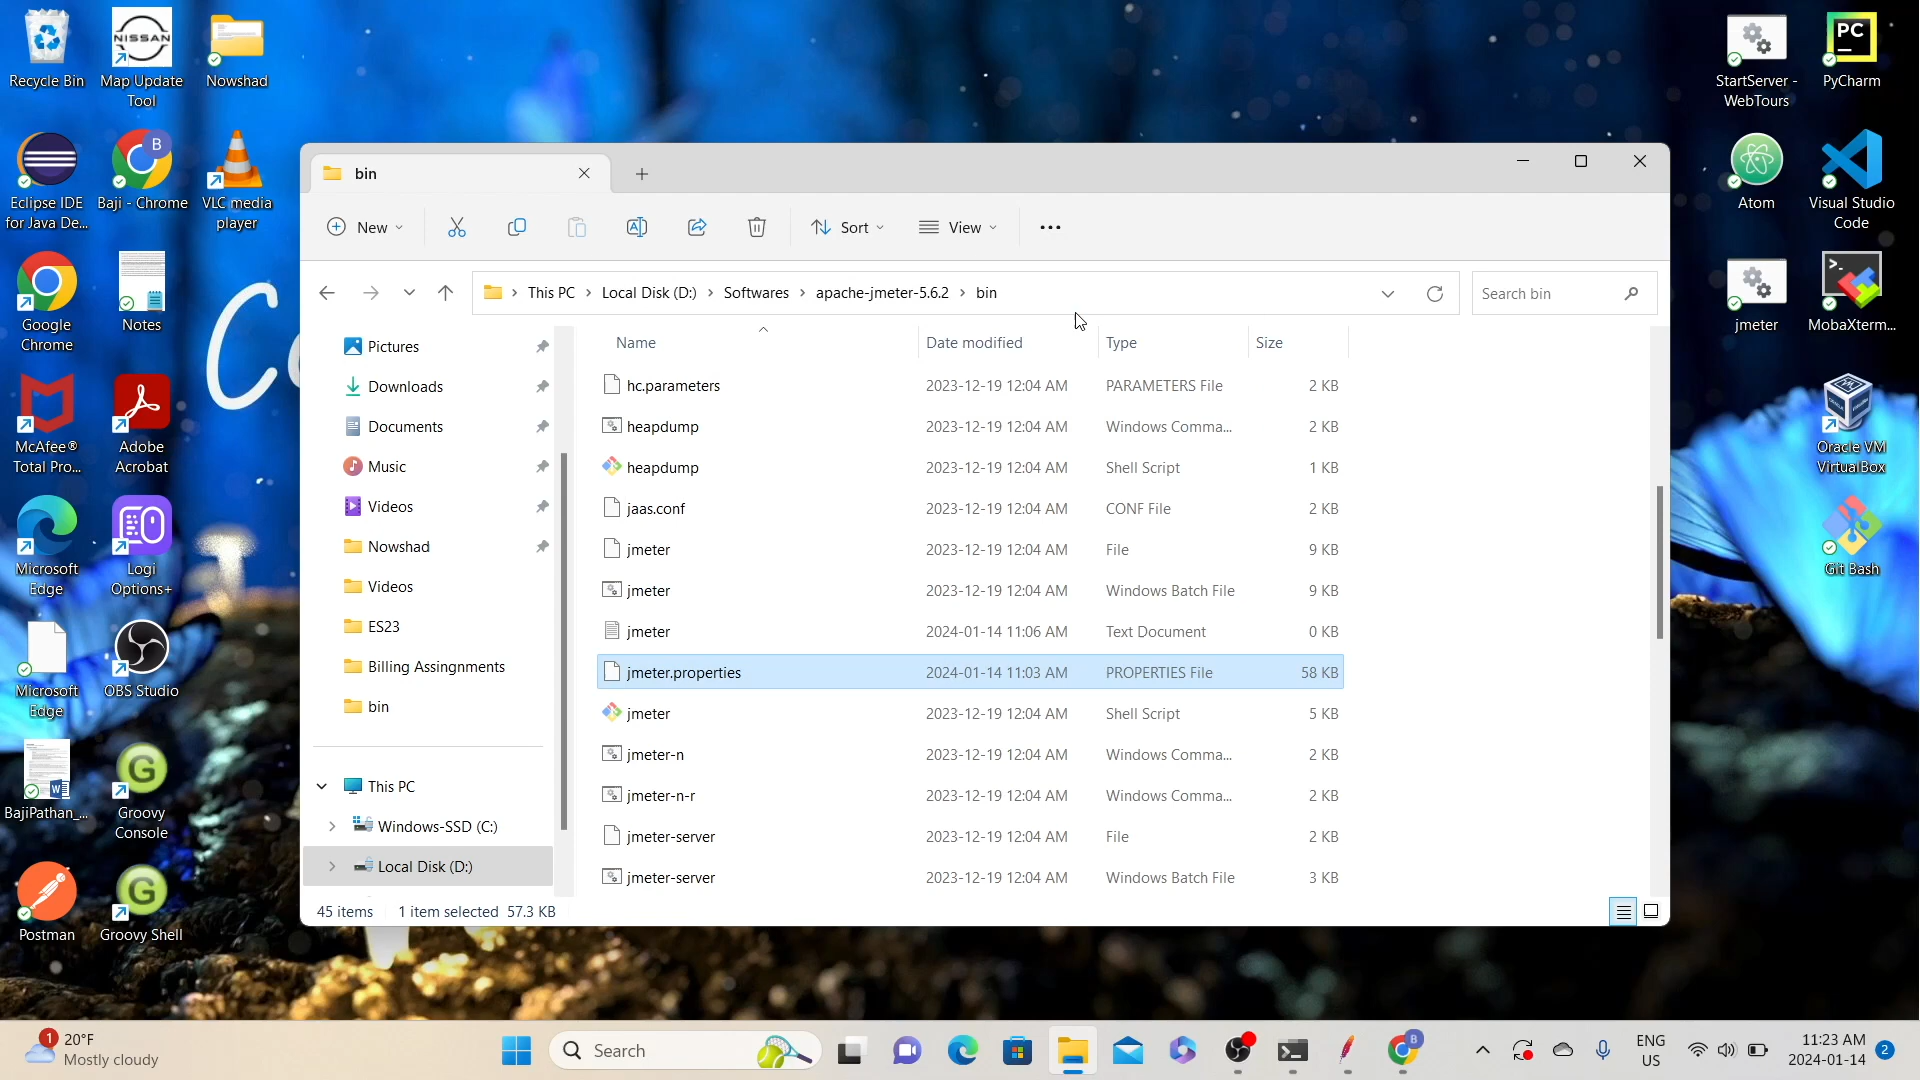 Recycle Bin
Map Update
Tool
Nowshad
NISSAN
Eclipse IDE
for Java De...
Baji - Chrome
B
VLC media
player
Google
Chrome
Notes
McAfee®
Total Pro...
Adobe
Acrobat
Microsoft
Edge
Logi
Options+
Microsoft
Edge
OBS Studio
BajiPathan_...
Groovy
Console
Postman
Groovy Shell
StartServer -
WebTours
PC
PyCharm
Atom
Visual Studio
Code
jmeter
MobaXterm...
Oracle VM
VirtualBox
Git Bash
bin
New
Sort
View
This PC > Local Disk (D:) > Softwares > apache-jmeter-5.6.2 > bin
Search bin
Pictures
Downloads
Documents
Music
Videos
Nowshad
Videos
ES23
Billing Assingnments
bin
This PC
Windows-SSD (C:)
Local Disk (D:)
Name Date modified Type Size
hc.parameters 2023-12-19 12:04 AM PARAMETERS File 2 KB
heapdump 2023-12-19 12:04 AM Windows Comma... 2 KB
heapdump 2023-12-19 12:04 AM Shell Script 1 KB
jaas.conf 2023-12-19 12:04 AM CONF File 2 KB
jmeter 2023-12-19 12:04 AM File 9 KB
jmeter 2023-12-19 12:04 AM Windows Batch File 9 KB
jmeter 2024-01-14 11:06 AM Text Document 0 KB
jmeter.properties 2024-01-14 11:03 AM PROPERTIES File 58 KB
jmeter 2023-12-19 12:04 AM Shell Script 5 KB
jmeter-n 2023-12-19 12:04 AM Windows Comma... 2 KB
jmeter-n-r 2023-12-19 12:04 AM Windows Comma... 2 KB
jmeter-server 2023-12-19 12:04 AM File 2 KB
jmeter-server 2023-12-19 12:04 AM Windows Batch File 3 KB
45 items 1 item selected 57.3 KB
1
20°F
Mostly cloudy
Search
B
ENG
US
11:23 AM
2024-01-14
2